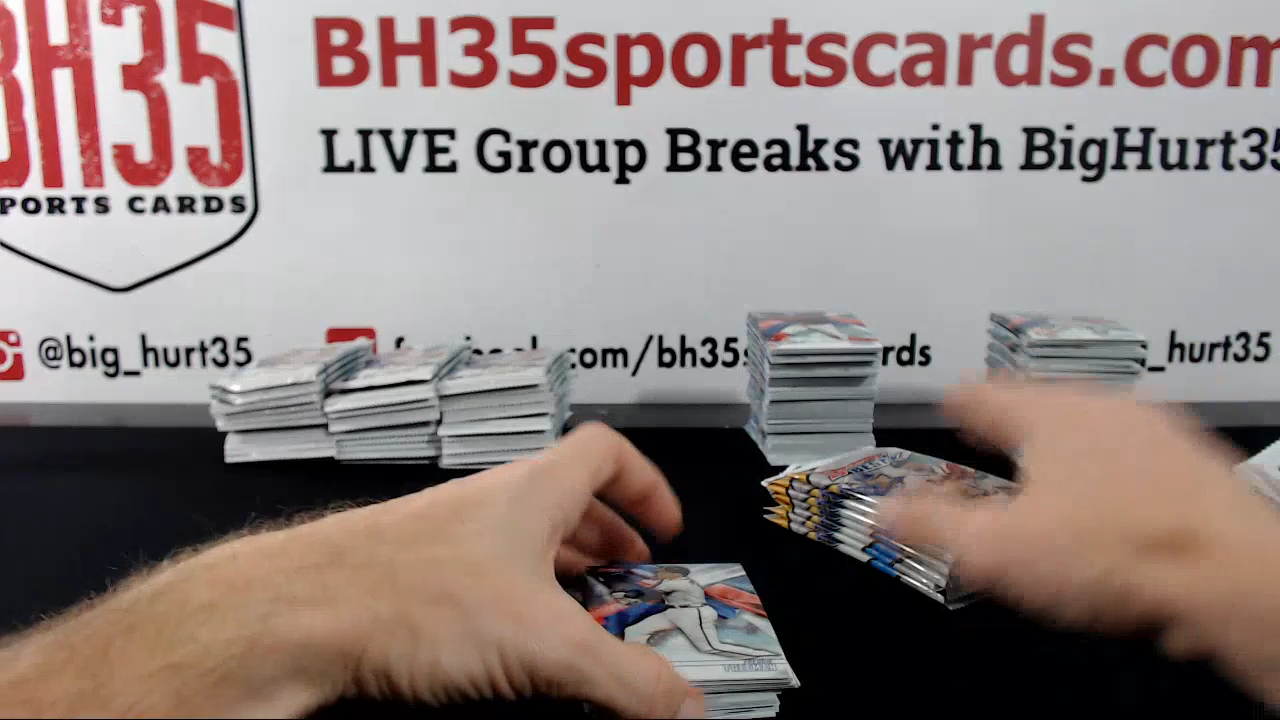 BH35
PORTS CARDS
BH35sportscards.com
LIVE Group Breaks with BigHurt35
@big_hurt35
.com/bh35 rds
_hurt35